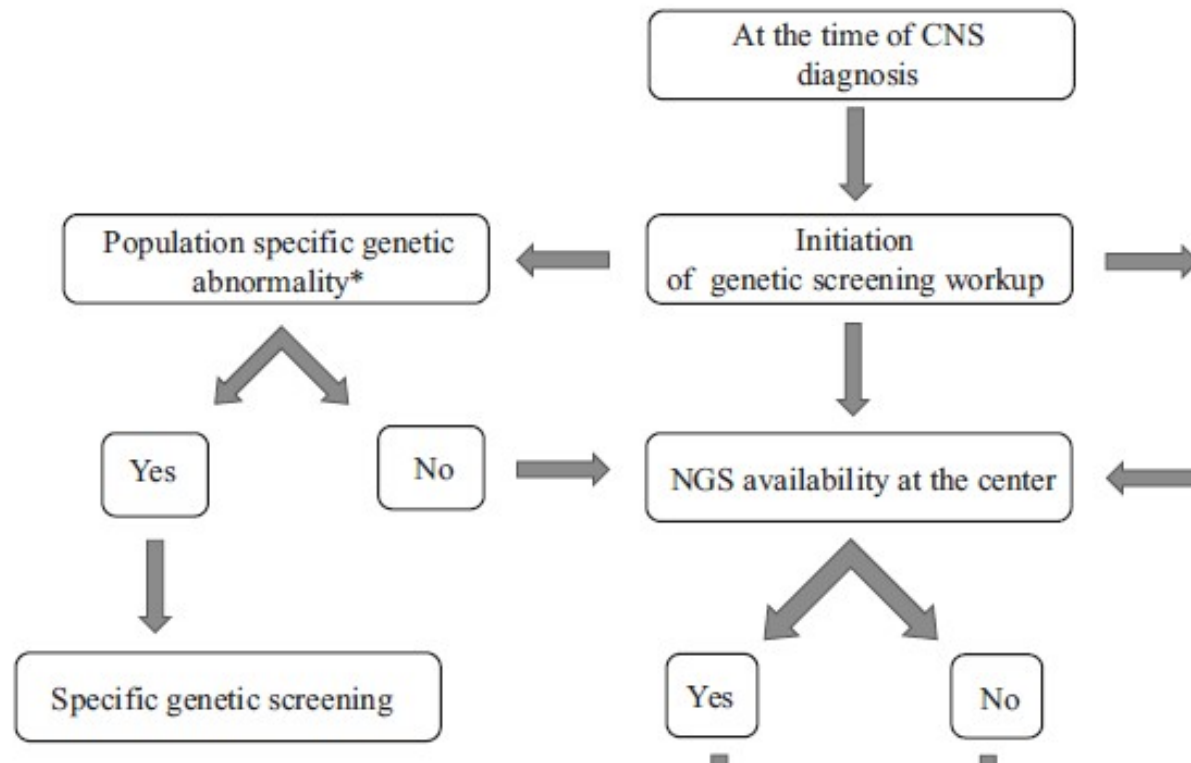 At the time of CNS
diagnosis
Population specific genetic
abnormality*
Initiation
of genetic screening workup
Yes
No
NGS availability at the center
Specific genetic screening
Yes
No